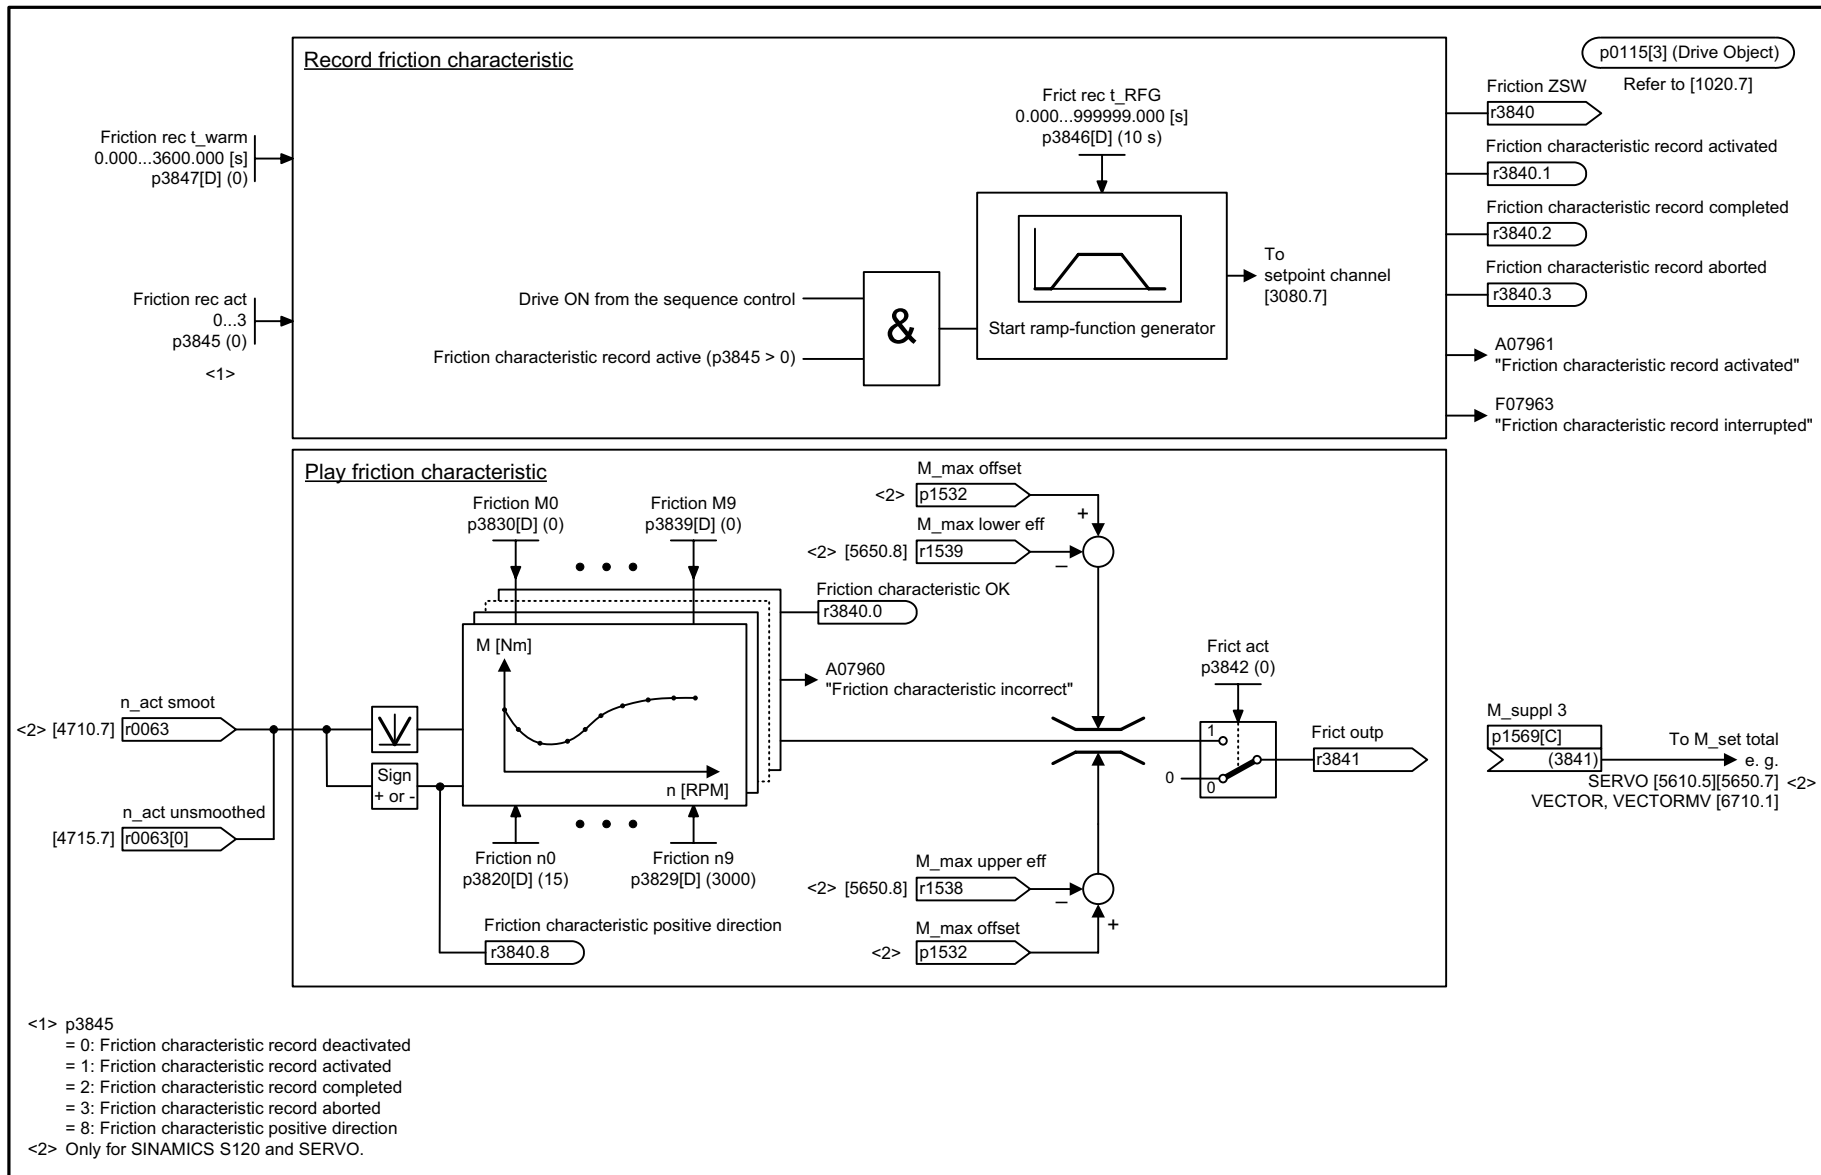 Record friction characteristic
p0115[3] (Drive Object)
Refer to [1020.7]
Friction rec t_warm
0.000...3600.000 [s]
p3847[D] (0)
Friction rec act
0...3
p3845 (0)
<1>
Frict rec t_RFG
0.000...999999.000 [s]
p3846[D] (10 s)
Drive ON from the sequence control
Friction characteristic record active (p3845 > 0)
&
Start ramp-function generator
To
setpoint channel
[3080.7]
Friction ZSW
r3840
Friction characteristic record activated
r3840.1
Friction characteristic record completed
r3840.2
Friction characteristic record aborted
r3840.3
A07961
"Friction characteristic record activated"
F07963
"Friction characteristic record interrupted"
Play friction characteristic
Friction M0
p3830[D] (0)
Friction M9
p3839[D] (0)
M_max offset
<2> p1532
+
M_max lower eff
<2> [5650.8] r1539
–
Friction characteristic OK
r3840.0
A07960
"Friction characteristic incorrect"
M [Nm]
n [RPM]
n_act smoot
<2> [4710.7] r0063
Sign
+ or -
n_act unsmoothed
[4715.7] r0063[0]
Friction n0
p3820[D] (15)
Friction n9
p3829[D] (3000)
Friction characteristic positive direction
r3840.8
M_max upper eff
<2> [5650.8] r1538
–
+
M_max offset
<2> p1532
Frict act
p3842 (0)
1
0
0
Frict outp
r3841
M_suppl 3
p1569[C]
(3841)
To M_set total
e. g.
SERVO [5610.5][5650.7] <2>
VECTOR, VECTORMV [6710.1]
<1> p3845
= 0: Friction characteristic record deactivated
= 1: Friction characteristic record activated
= 2: Friction characteristic record completed
= 3: Friction characteristic record aborted
= 8: Friction characteristic positive direction
<2> Only for SINAMICS S120 and SERVO.